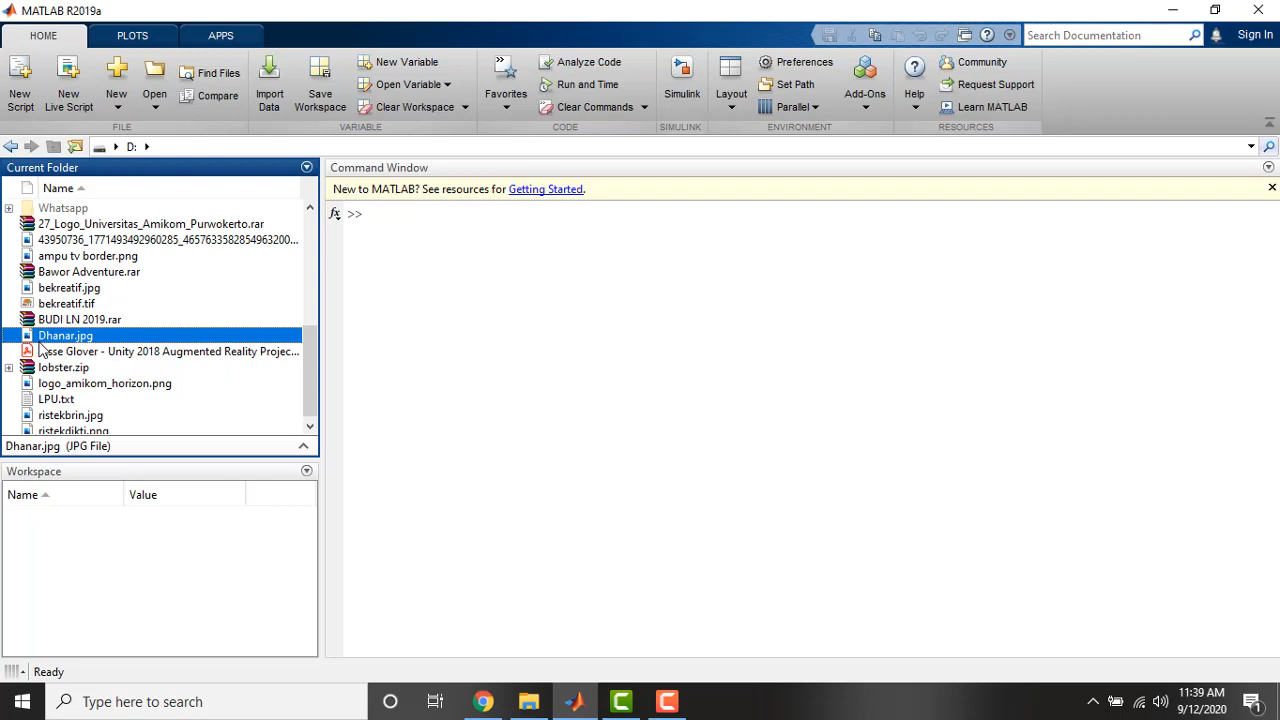 MATLAB R2019a
HOME
PLOTS
APPS
Search Documentation
Sign In
New Script
New Live Script
New
Open
Find Files
Compare
FILE
Import Data
Save Workspace
New Variable
Open Variable
Clear Workspace
VARIABLE
Favorites
Analyze Code
Run and Time
Clear Commands
CODE
Simulink
SIMULINK
Layout
Preferences
Set Path
Parallel
Add-Ons
ENVIRONMENT
Help
Community
Request Support
Learn MATLAB
RESOURCES
D:
Current Folder
Name
Whatsapp
27_Logo_Universitas_Amikom_Purwokerto.rar
43950736_1771493492960285_4657633582854963200...
ampu tv border.png
Bawor Adventure.rar
bekreatif.jpg
bekreatif.tif
BUDI LN 2019.rar
Dhanar.jpg
sse Glover - Unity 2018 Augmented Reality Projec...
lobster.zip
logo_amikom_horizon.png
LPU.txt
ristekbrin.jpg
ristekdikti.png
Dhanar.jpg (JPG File)
Workspace
Name
Value
Command Window
New to MATLAB? See resources for Getting Started.
fx >>
Ready
Type here to search
11:39 AM
9/12/2020
1